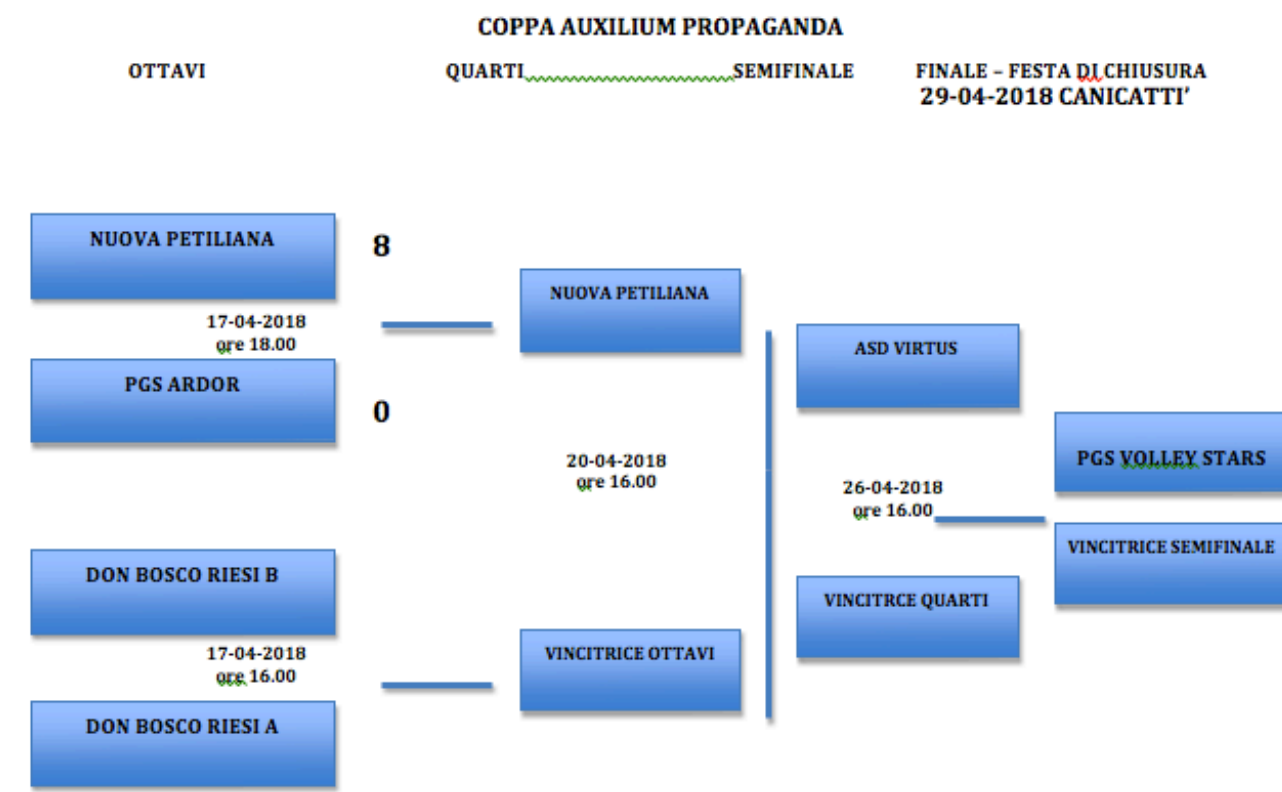 COPPA AUXILIUM PROPAGANDA
OTTAVI
QUARTI
SEMIFINALE
FINALE – FESTA DI CHIUSURA
29-04-2018 CANICATTI’
NUOVA PETILIANA
8
17-04-2018
ore 18.00
PGS ARDOR
0
DON BOSCO RIESI B
17-04-2018
ore 16.00
DON BOSCO RIESI A
NUOVA PETILIANA
20-04-2018
ore 16.00
VINCITRICE OTTAVI
ASD VIRTUS
26-04-2018
ore 16.00
VINCITRCE QUARTI
PGS VOLLEY STARS
VINCITRICE SEMIFINALE